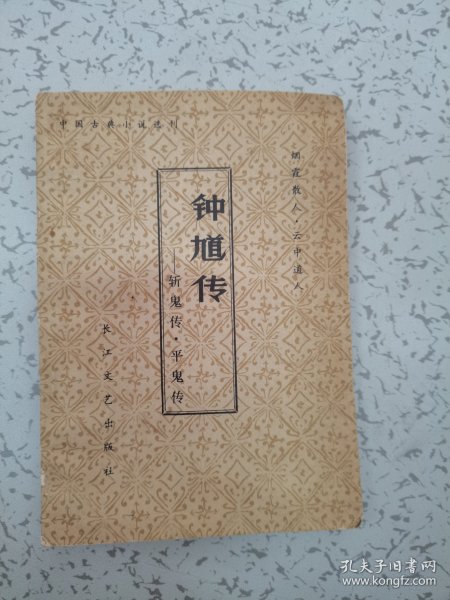 中国古典小说选刊
烟霞散人·云中道人
钟馗传
——斩鬼传·平鬼传
长江文艺出版社
孔夫子旧书网
www.kongfz.com